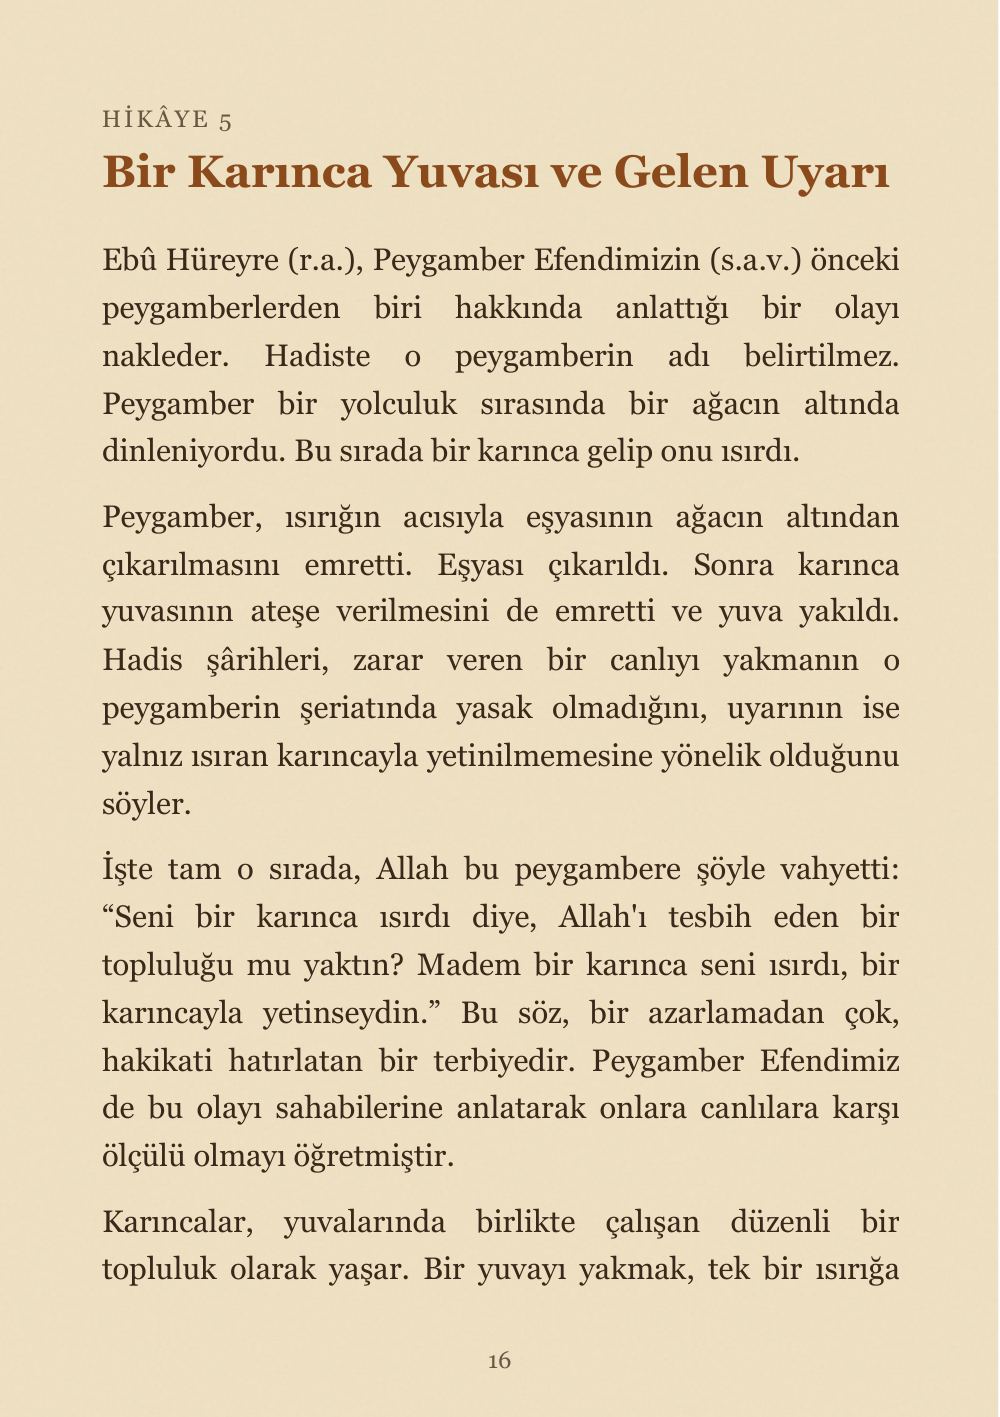 HİKÂYE 5
Bir Karınca Yuvası ve Gelen Uyarı
Ebû Hüreyre (r.a.), Peygamber Efendimizin (s.a.v.) önceki
peygamberlerden biri hakkında anlattığı bir olayı
nakleder. Hadiste o peygamberin adı belirtilmez.
Peygamber bir yolculuk sırasında bir ağacın altında
dinleniyordu. Bu sırada bir karınca gelip onu ısırdı.
Peygamber, ısırığın acısıyla eşyasının ağacın altından
çıkarılmasını emretti. Eşyası çıkarıldı. Sonra karınca
yuvasının ateşe verilmesini de emretti ve yuva yakıldı.
Hadis şârihleri, zarar veren bir canlıyı yakmanın o
peygamberin şeriatında yasak olmadığını, uyarının ise
yalnız ısıran karıncayla yetinilmemesine yönelik olduğunu
söyler.
İşte tam o sırada, Allah bu peygambere şöyle vahyetti:
“Seni bir karınca ısırdı diye, Allah'ı tesbih eden bir
topluluğu mu yaktın? Madem bir karınca seni ısırdı, bir
karıncayla yetinseydin.” Bu söz, bir azarlamadan çok,
hakikati hatırlatan bir terbiyedir. Peygamber Efendimiz
de bu olayı sahabilerine anlatarak onlara canlılara karşı
ölçülü olmayı öğretmiştir.
Karıncalar, yuvalarında birlikte çalışan düzenli bir
topluluk olarak yaşar. Bir yuvayı yakmak, tek bir ısırığa
16